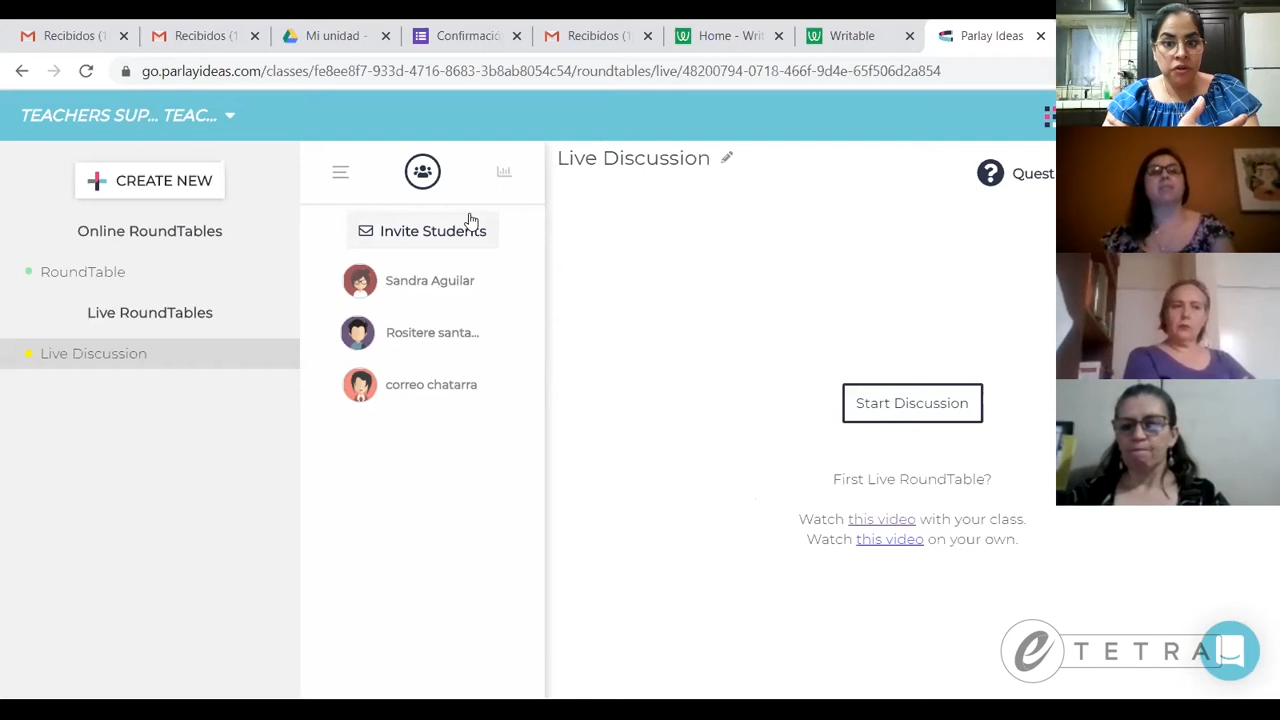 Recibidos (1
Recibidos (1
Mi unidad -
Confirmació
Recibidos (1
Home - Writ
Writable
Parlay Ideas
go.parlayideas.com/classes/fe8ee8f7-933d-4716-8683-3b8ab8054c54/roundtables/live/48200794-0718-466f-9d4e-65f506d2a854
TEACHERS SUP... TEAC...
CREATE NEW
Online RoundTables
RoundTable
Live RoundTables
Live Discussion
Invite Students
Sandra Aguilar
Rositere santa...
correo chatarra
Live Discussion
? Quest
Start Discussion
First Live RoundTable?
Watch this video with your class.
Watch this video on your own.
e TETRA